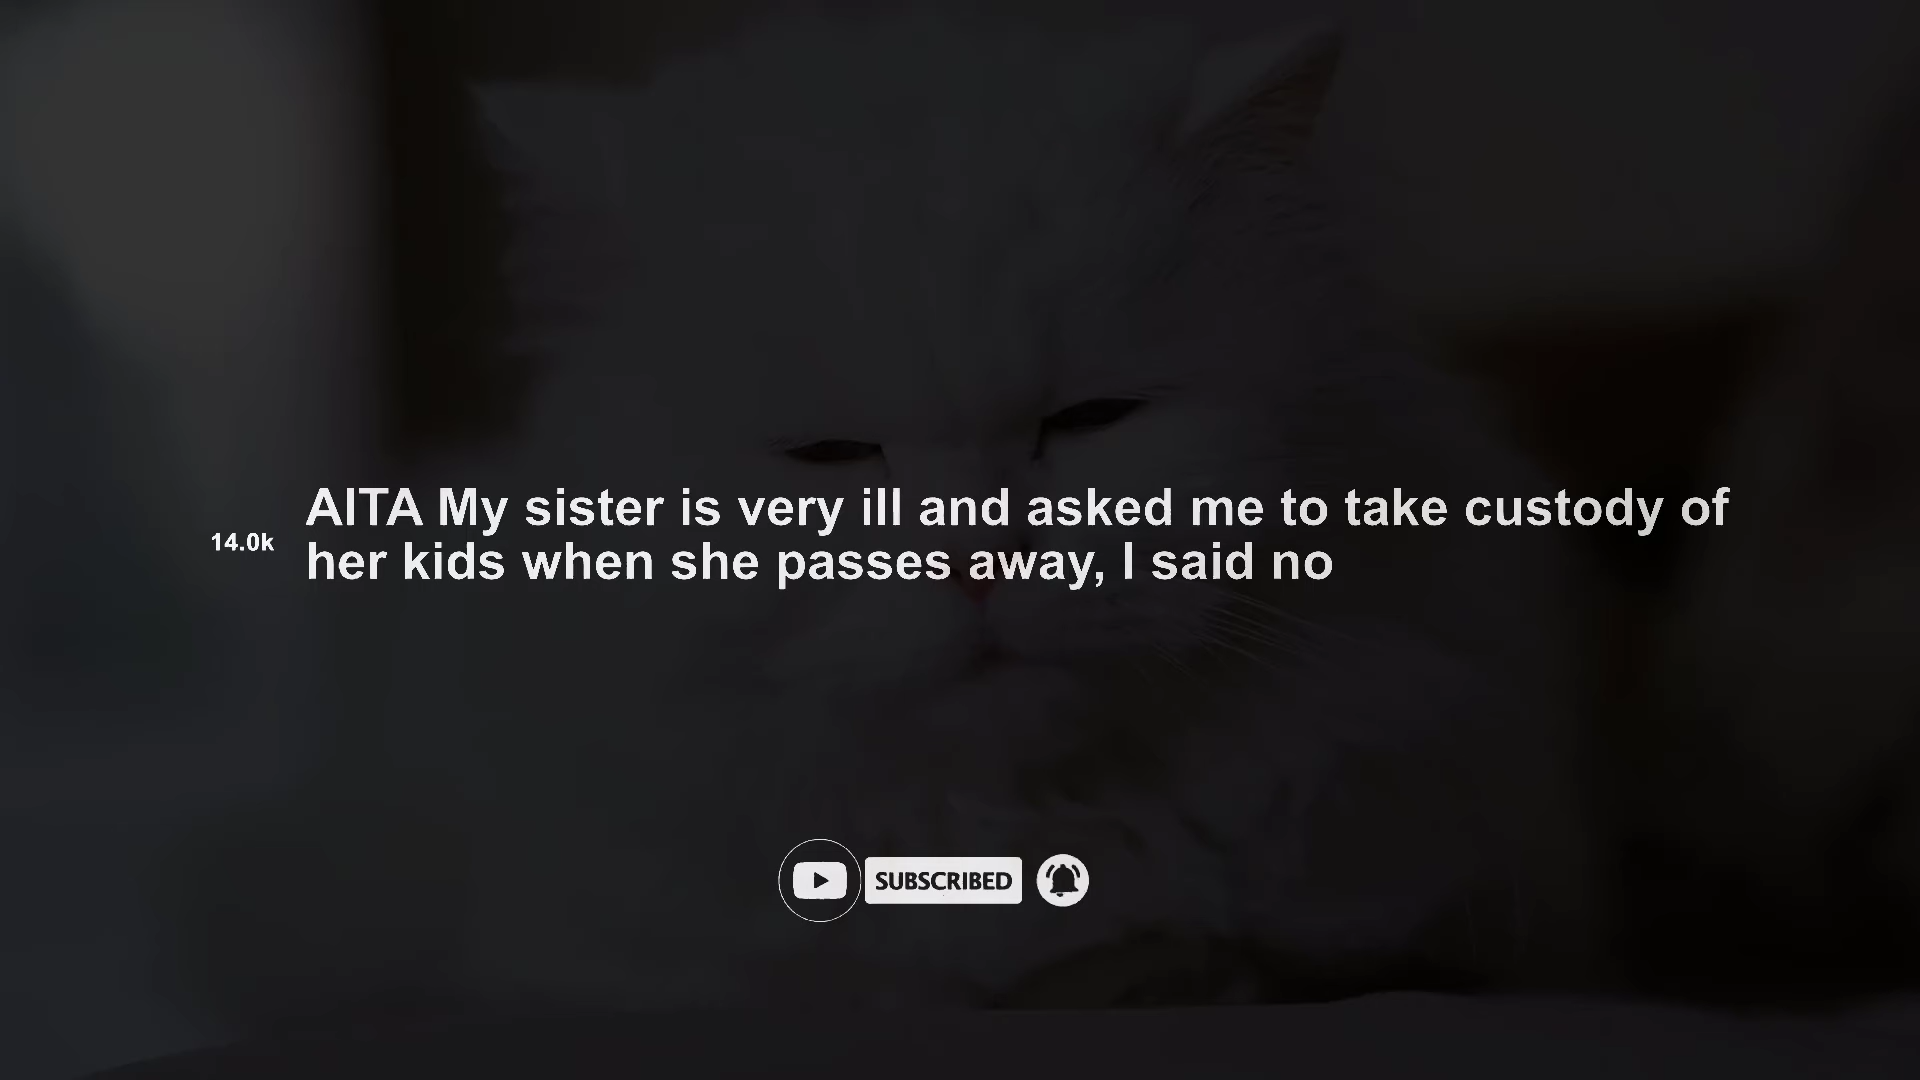 AITA My sister is very ill and asked me to take custody of
14.0k
her kids when she passes away, I said no
SUBSCRIBED